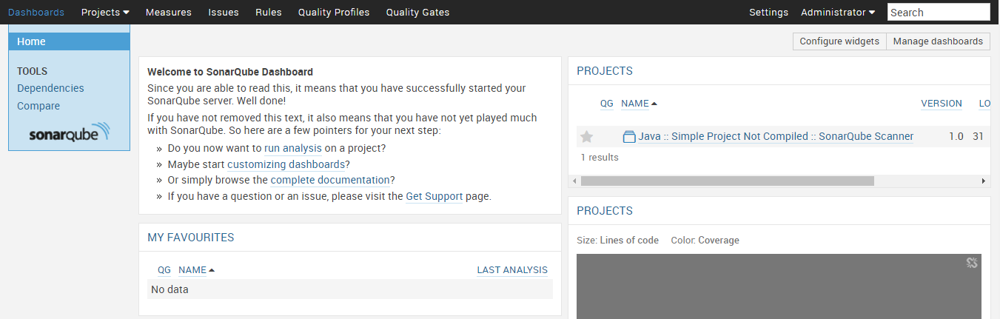 Dashboards Projects Measures Issues Rules Quality Profiles Quality Gates Settings Administrator Search
Home
TOOLS
Dependencies
Compare
sonarqube
Configure widgets Manage dashboards
Welcome to SonarQube Dashboard
Since you are able to read this, it means that you have successfully started your
SonarQube server. Well done!
If you have not removed this text, it also means that you have not yet played much
with SonarQube. So here are a few pointers for your next step:
» Do you now want to run analysis on a project?
» Maybe start customizing dashboards?
» Or simply browse the complete documentation?
» If you have a question or an issue, please visit the Get Support page.
MY FAVOURITES
QG NAME LAST ANALYSIS
No data
PROJECTS
QG NAME VERSION LO
Java :: Simple Project Not Compiled :: SonarQube Scanner 1.0 31
1 results
PROJECTS
Size: Lines of code Color: Coverage